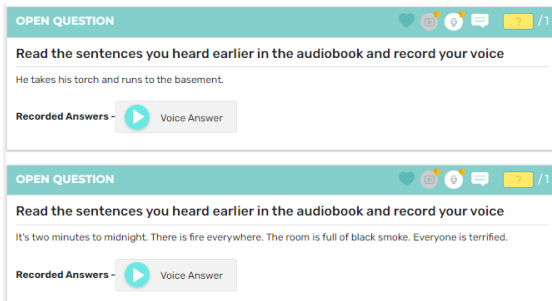 OPEN QUESTION ? /1
Read the sentences you heard earlier in the audiobook and record your voice
He takes his torch and runs to the basement.
Recorded Answers - Voice Answer
OPEN QUESTION ? /1
Read the sentences you heard earlier in the audiobook and record your voice
It's two minutes to midnight. There is fire everywhere. The room is full of black smoke. Everyone is terrified.
Recorded Answers - Voice Answer